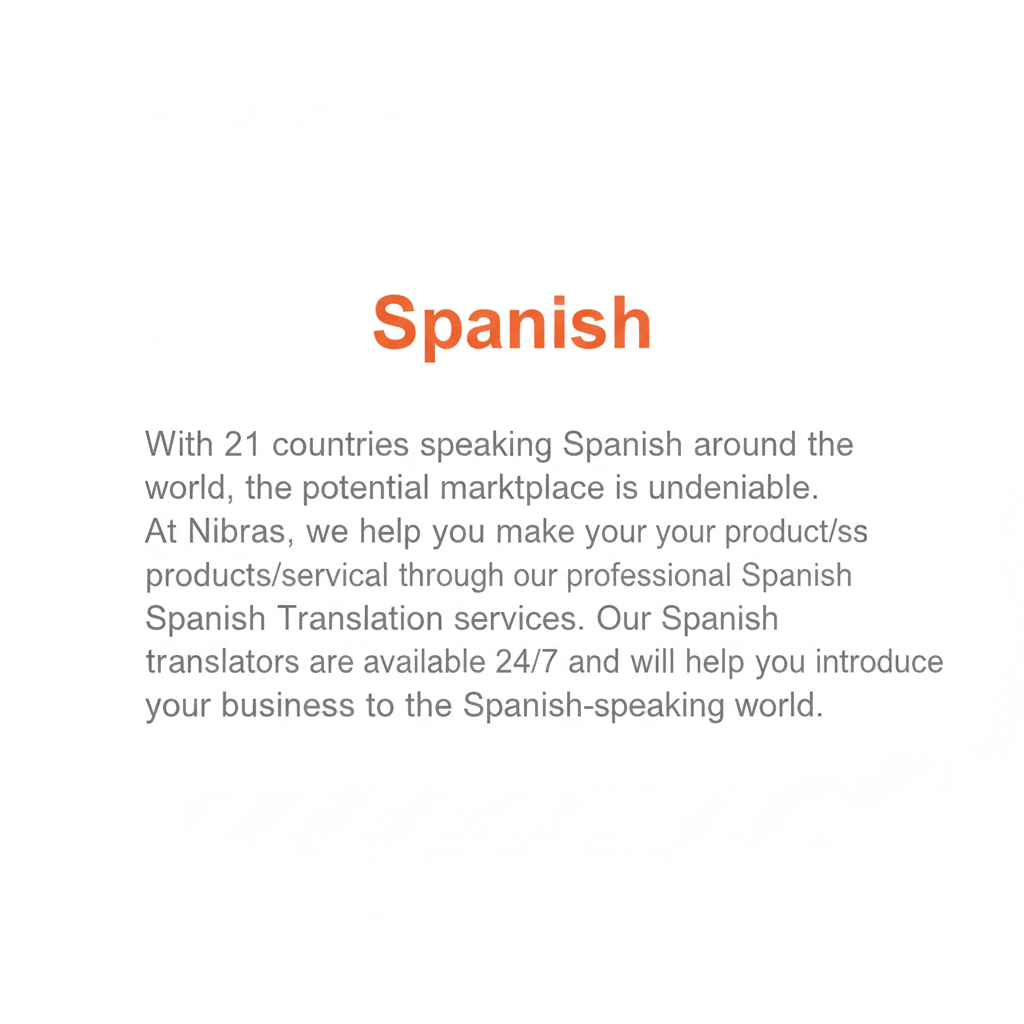 Spanish
With 21 countries speaking Spanish around the
world, the potential marktplace is undeniable.
At Nibras, we help you make your your product/ss
products/servical through our professional Spanish
Spanish Translation services. Our Spanish
translators are available 24/7 and will help you introduce
your business to the Spanish-speaking world.